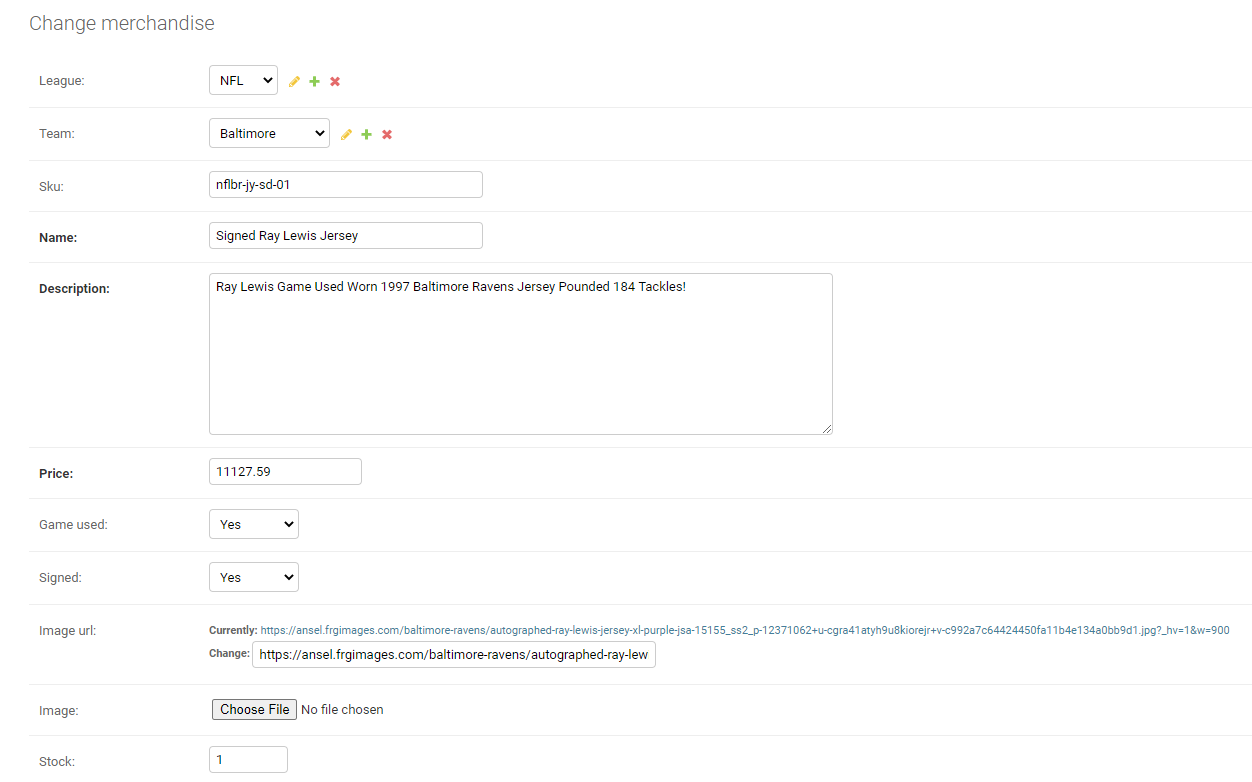 Change merchandise
League: NFL
Team: Baltimore
Sku: nflbr-jy-sd-01
Name: Signed Ray Lewis Jersey
Description: Ray Lewis Game Used Worn 1997 Baltimore Ravens Jersey Pounded 184 Tackles!
Price: 11127.59
Game used: Yes
Signed: Yes
Image url: Currently: https://ansel.frgimages.com/baltimore-ravens/autographed-ray-lewis-jersey-xl-purple-jsa-15155_ss2_p-12371062+u-cgra41atyh9u8kiorejr+v-c992a7c64424450fa11b4e134a0bb9d1.jpg?_hv=1&w=900
Change: https://ansel.frgimages.com/baltimore-ravens/autographed-ray-lew
Image: Choose File No file chosen
Stock: 1